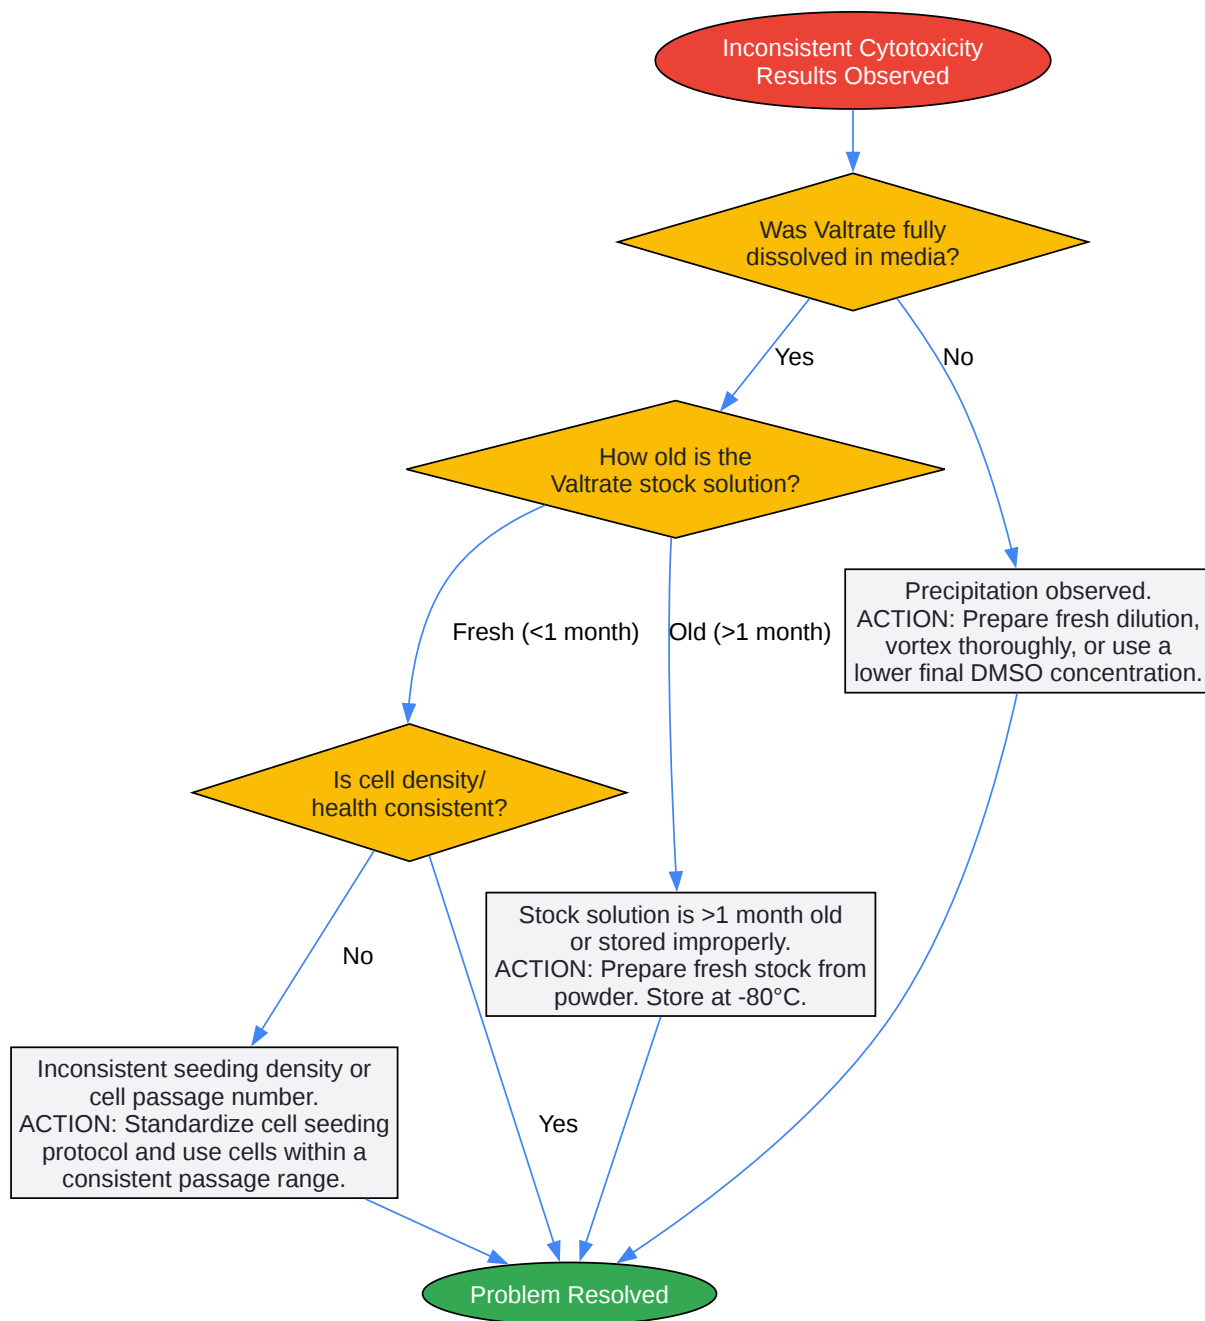 Inconsistent Cytotoxicity
Results Observed
Was Valtrate fully
dissolved in media?
Yes
No
How old is the
Valtrate stock solution?
Fresh (<1 month)
Old (>1 month)
Precipitation observed.
ACTION: Prepare fresh dilution,
vortex thoroughly, or use a
lower final DMSO concentration.
Is cell density/
health consistent?
No
Yes
Stock solution is >1 month old
or stored improperly.
ACTION: Prepare fresh stock from
powder. Store at -80°C.
Inconsistent seeding density or
cell passage number.
ACTION: Standardize cell seeding
protocol and use cells within a
consistent passage range.
Problem Resolved